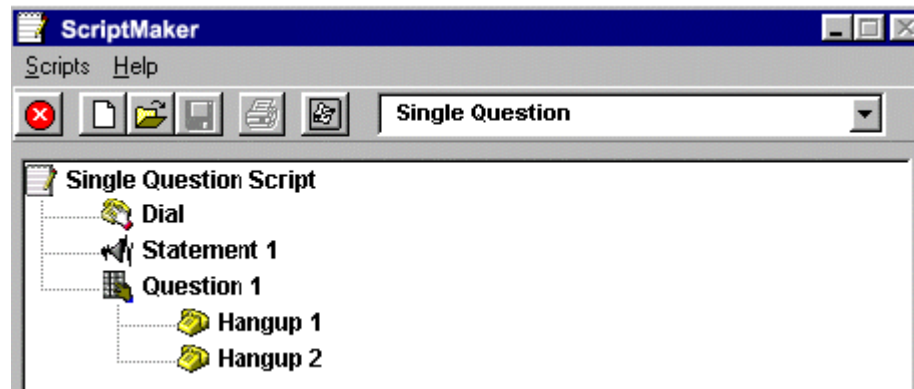 ScriptMaker
Scripts Help
Single Question
Single Question Script
Dial
Statement 1
Question 1
Hangup 1
Hangup 2